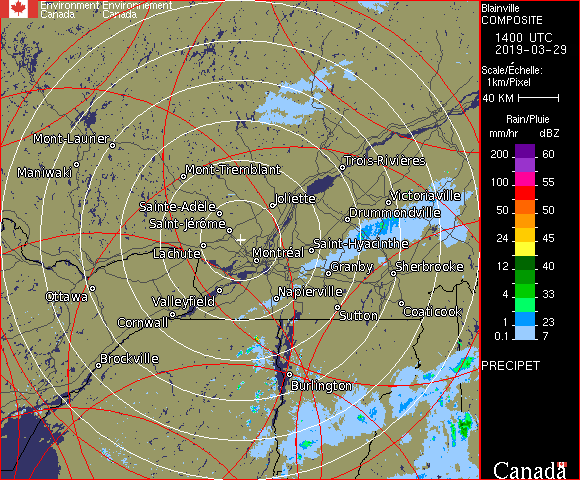 Environment Environnement
Canada Canada
Blainville
COMPOSITE
1400 UTC
2019-03-29
Scale/Échelle:
1km/Pixel
40 KM
Rain/Pluie
mm/hr dBZ
200 60
100 55
50 50
24 45
12 40
4 33
1 23
0.1 7
PRECIPET
Canada
Mont-Laurier
Maniwaki
Mont-Tremblant
Trois-Rivières
Joliette
Victoriaville
Sainte-Adèle
Drummondville
Saint-Jérôme
Saint-Hyacinthe
Lachute
Montréal
Granby
Sherbrooke
Ottawa
Valleyfield
Napierville
Cornwall
Sutton
Coaticook
Brockville
Burlington